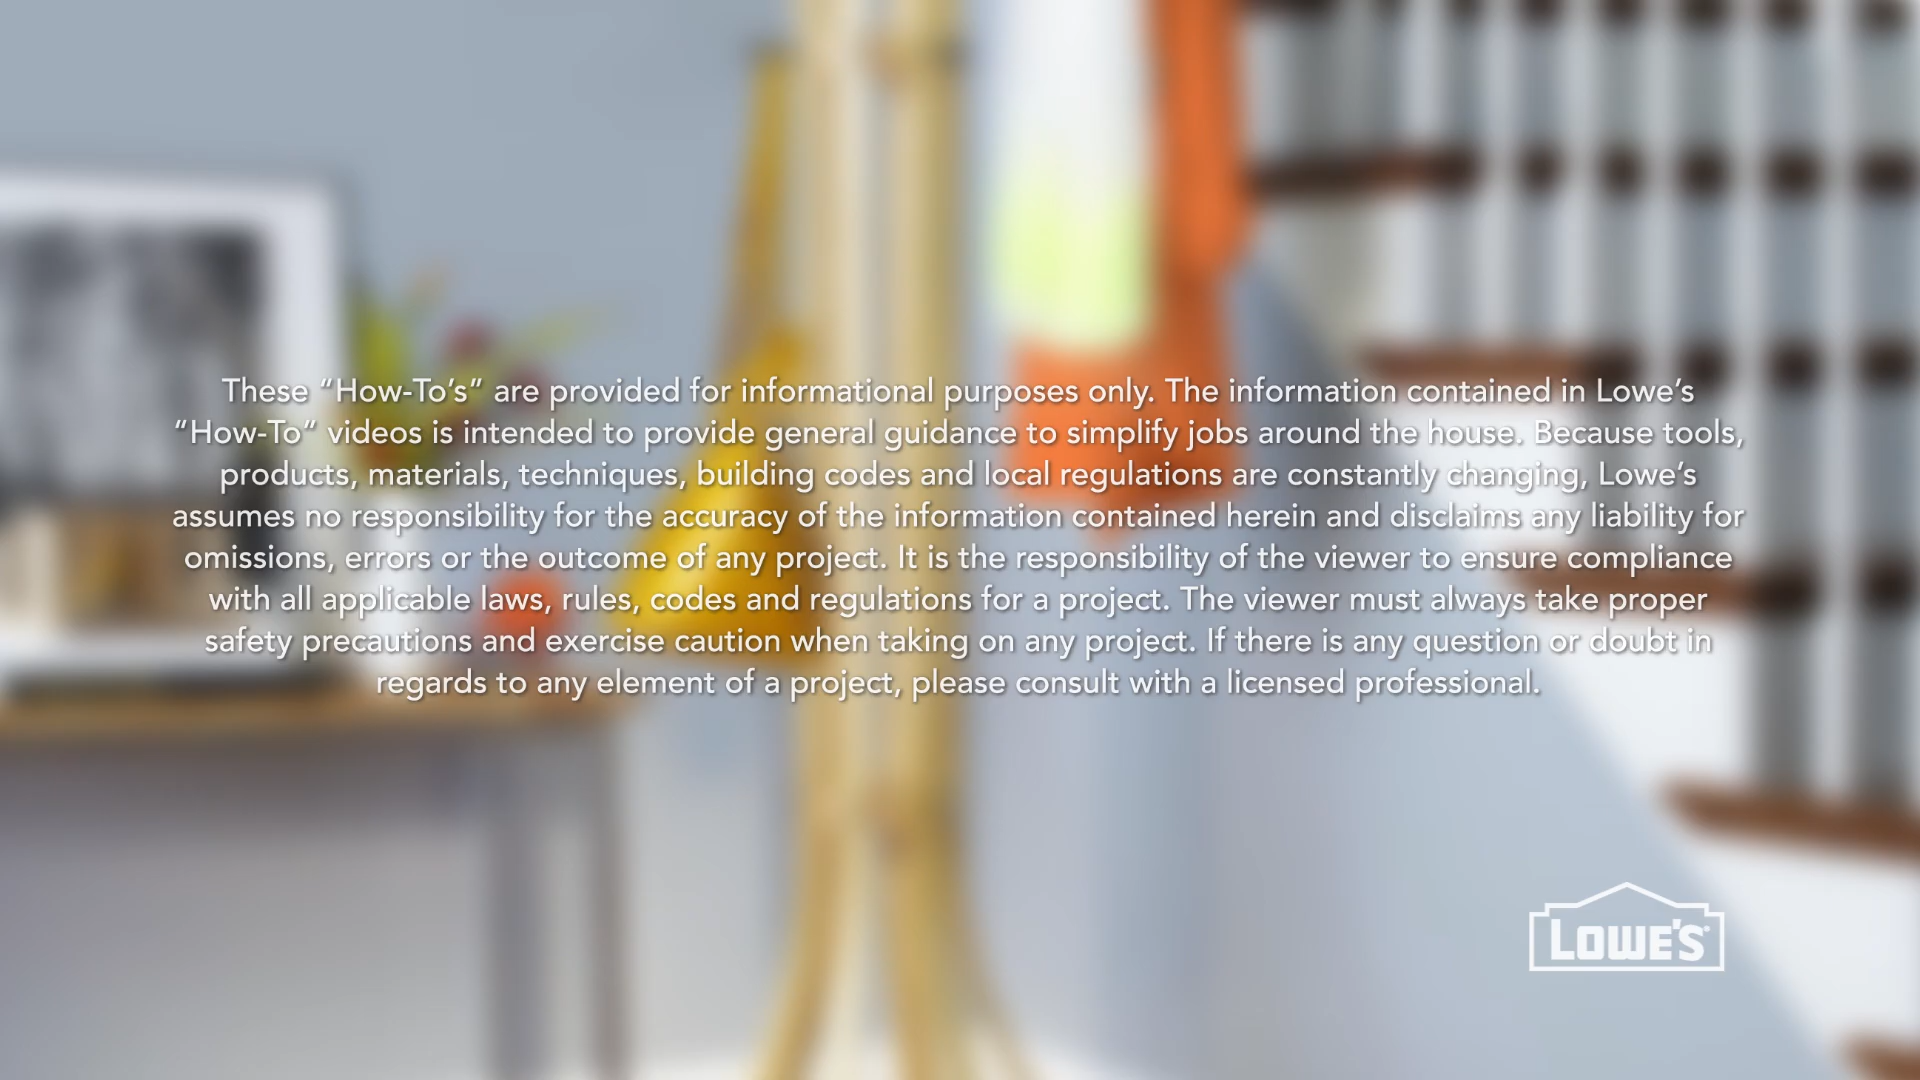 These “How-To’s” are provided for informational purposes only. The information contained in Lowe’s
“How-To” videos is intended to provide general guidance to simplify jobs around the house. Because tools,
products, materials, techniques, building codes and local regulations are constantly changing, Lowe’s
assumes no responsibility for the accuracy of the information contained herein and disclaims any liability for
omissions, errors or the outcome of any project. It is the responsibility of the viewer to ensure compliance
with all applicable laws, rules, codes and regulations for a project. The viewer must always take proper
safety precautions and exercise caution when taking on any project. If there is any question or doubt in
regards to any element of a project, please consult with a licensed professional.
LOWE'S